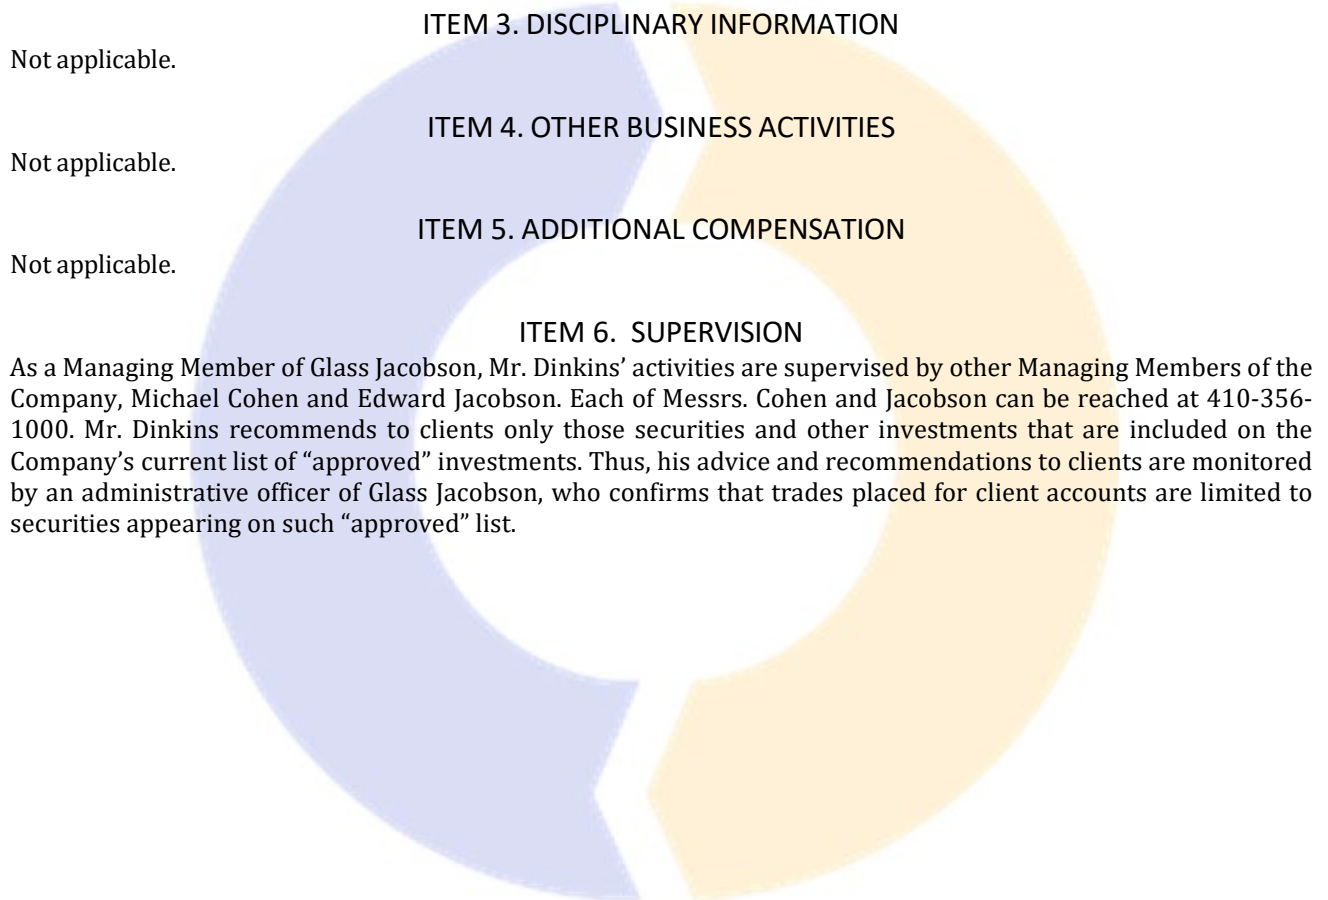 ITEM 3. DISCIPLINARY INFORMATION
Not applicable.
ITEM 4. OTHER BUSINESS ACTIVITIES
Not applicable.
ITEM 5. ADDITIONAL COMPENSATION
Not applicable.
ITEM 6.  SUPERVISION
As a Managing Member of Glass Jacobson, Mr. Dinkins’ activities are supervised by other Managing Members of the
Company, Michael Cohen and Edward Jacobson. Each of Messrs. Cohen and Jacobson can be reached at 410-356-
1000. Mr. Dinkins recommends to clients only those securities and other investments that are included on the
Company’s current list of “approved” investments. Thus, his advice and recommendations to clients are monitored
by an administrative officer of Glass Jacobson, who confirms that trades placed for client accounts are limited to
securities appearing on such “approved” list.